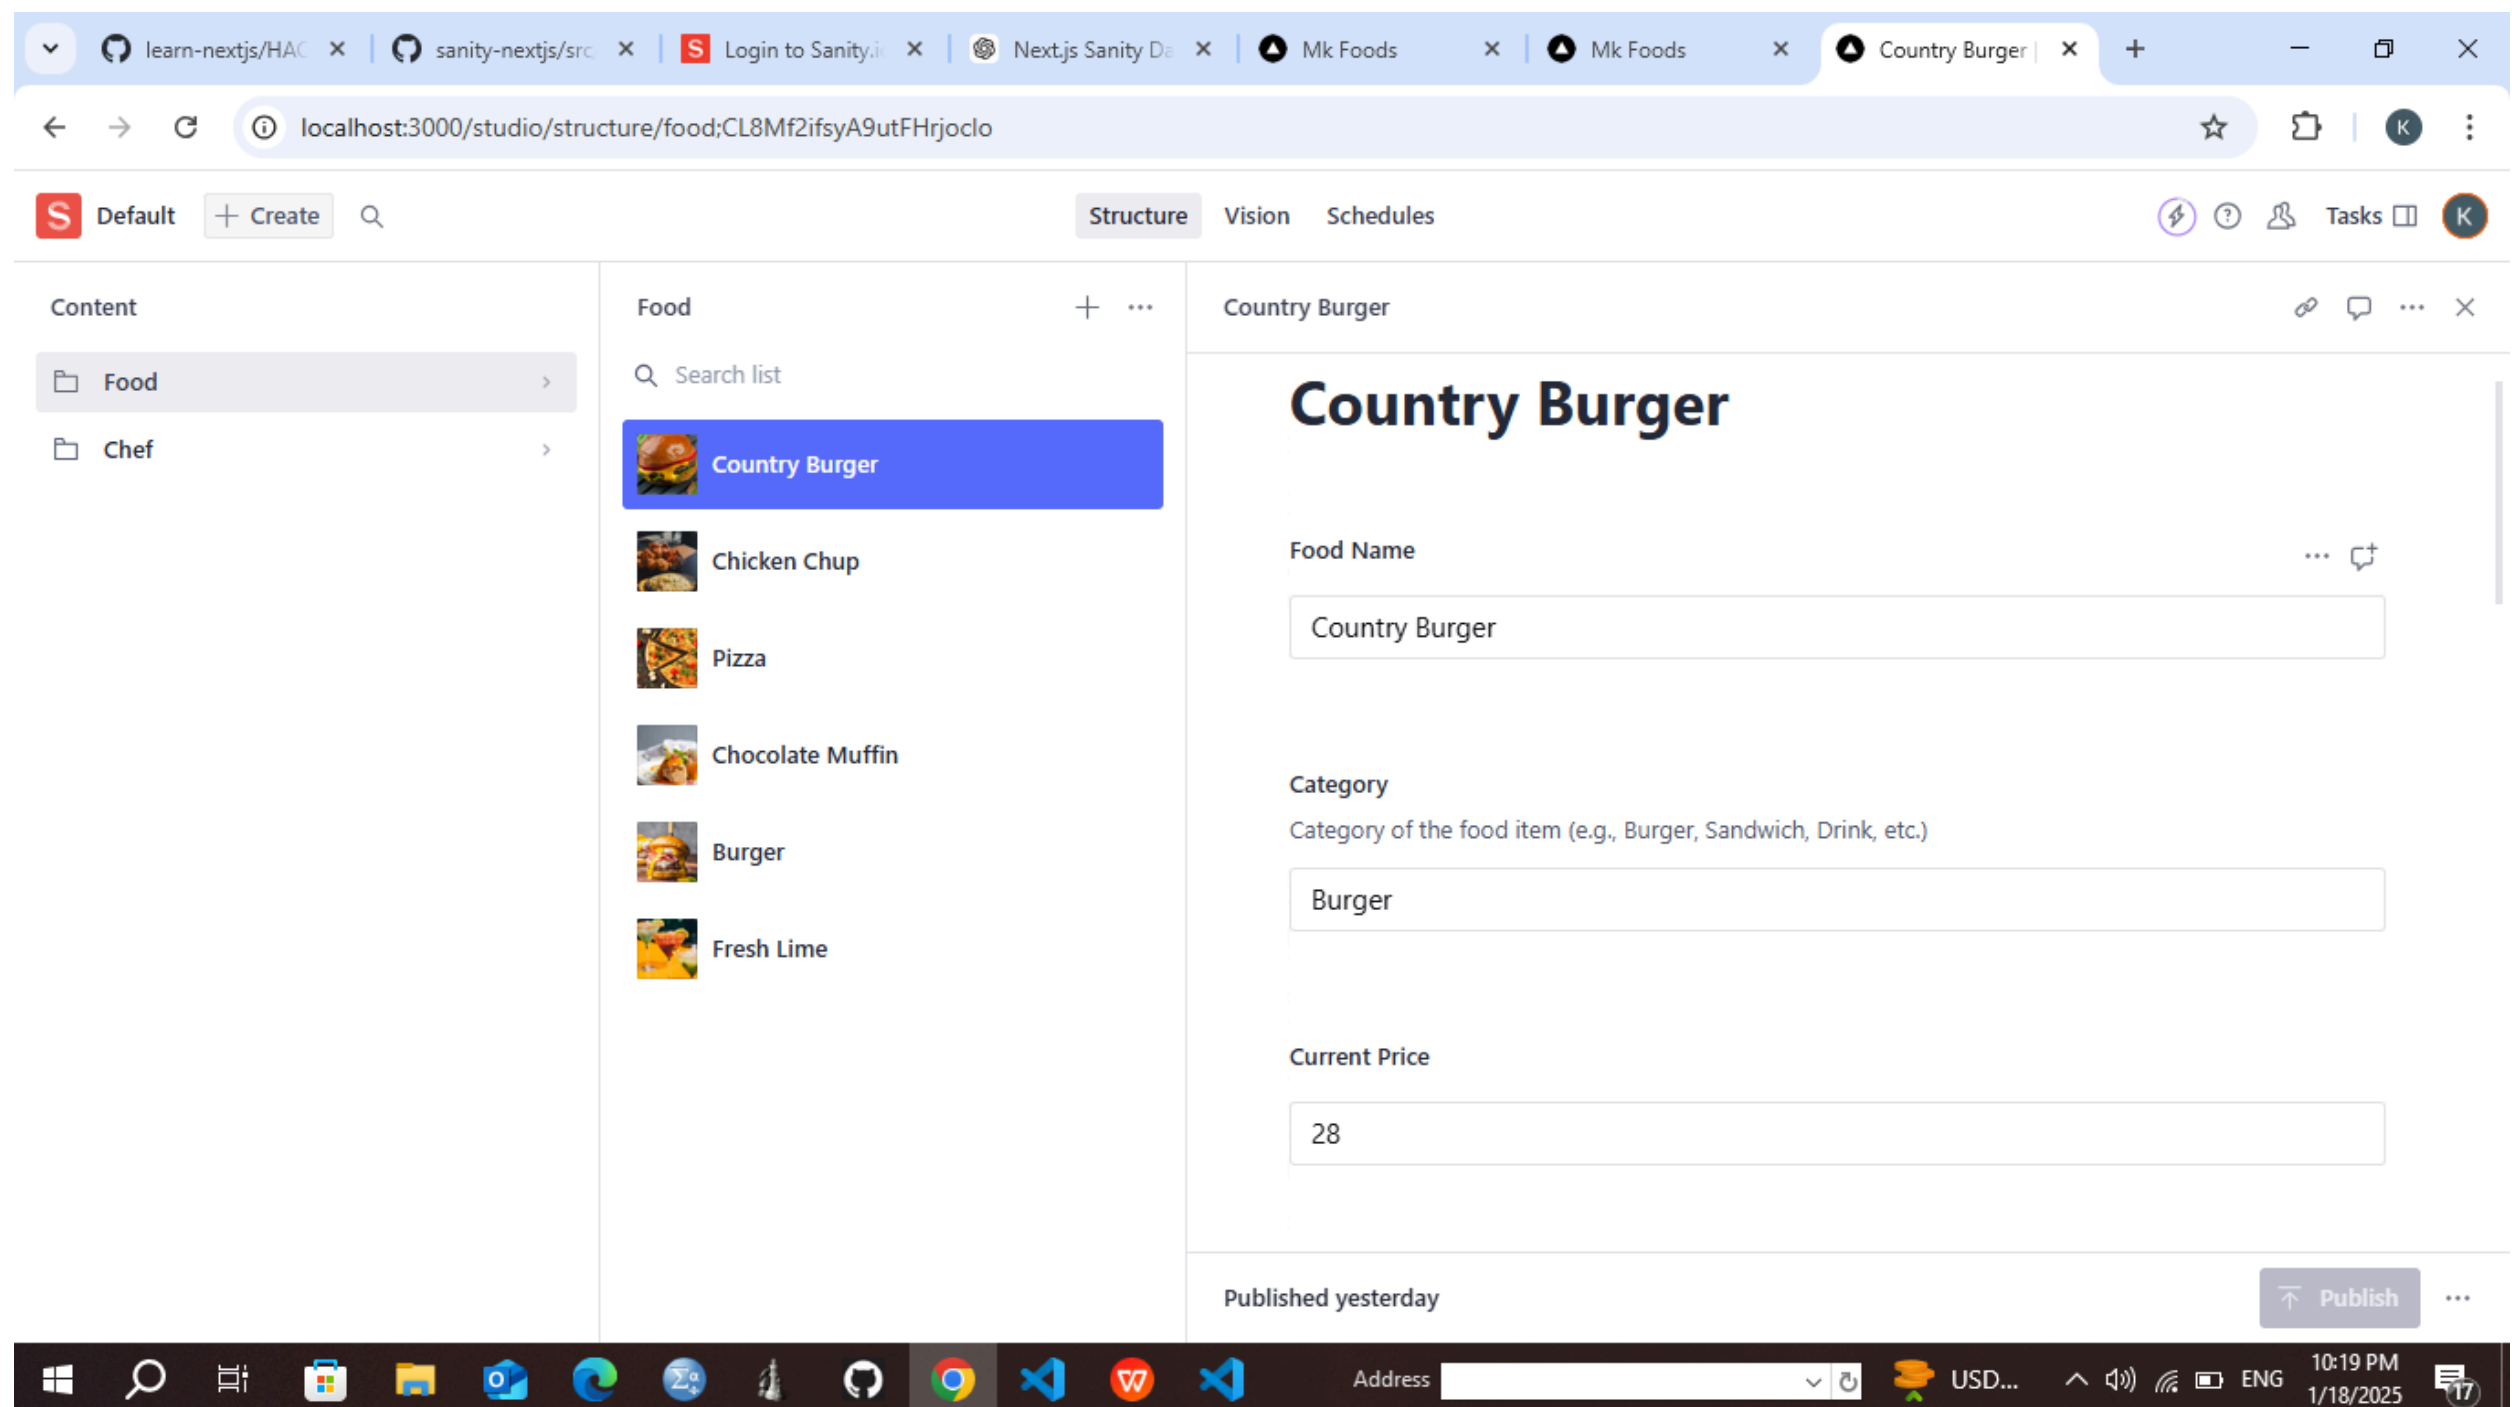 learn-nextjs/HAC
sanity-nextjs/src
Login to Sanity.i
Next.js Sanity Da
Mk Foods
Mk Foods
Country Burger |
localhost:3000/studio/structure/food;CL8Mf2ifsyA9utFHrjoclo
K
S Default
Create
Structure
Vision
Schedules
Tasks
K
Content
Food
Chef
Food
Search list
Country Burger
Chicken Chup
Pizza
Chocolate Muffin
Burger
Fresh Lime
Country Burger
Country Burger
Food Name
Country Burger
Category
Category of the food item (e.g., Burger, Sandwich, Drink, etc.)
Burger
Current Price
28
Published yesterday
Publish
Address
USD...
ENG
10:19 PM
1/18/2025
17